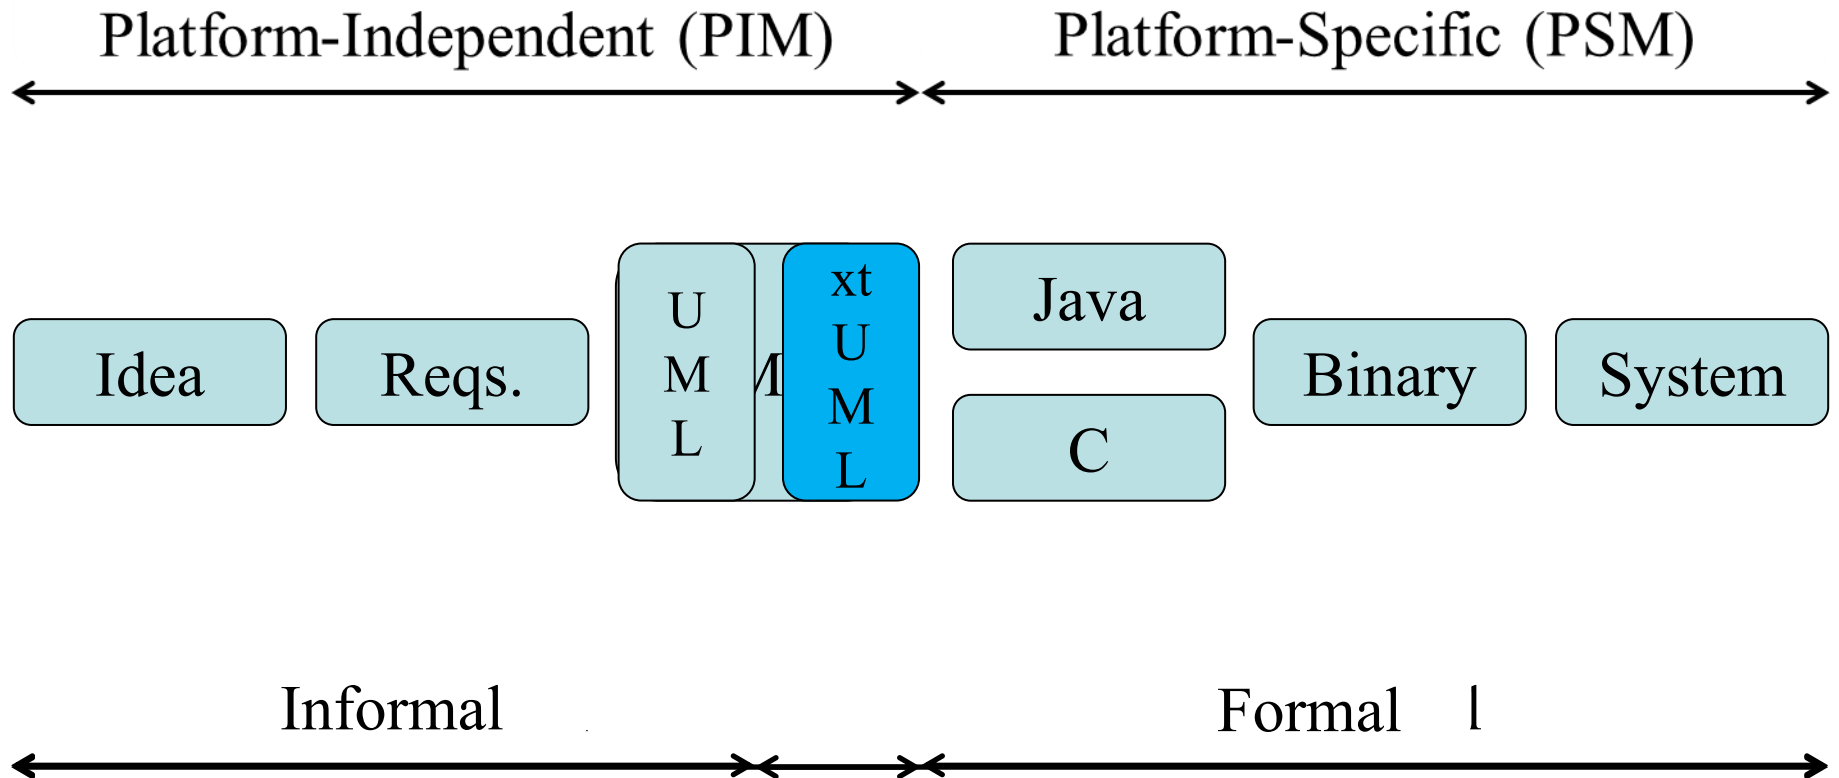 Platform-Independent (PIM)
Platform-Specific (PSM)
Idea
Reqs.
U
M
L
M
xt
U
M
L
Java
C
Binary
System
Informal
Formal
l